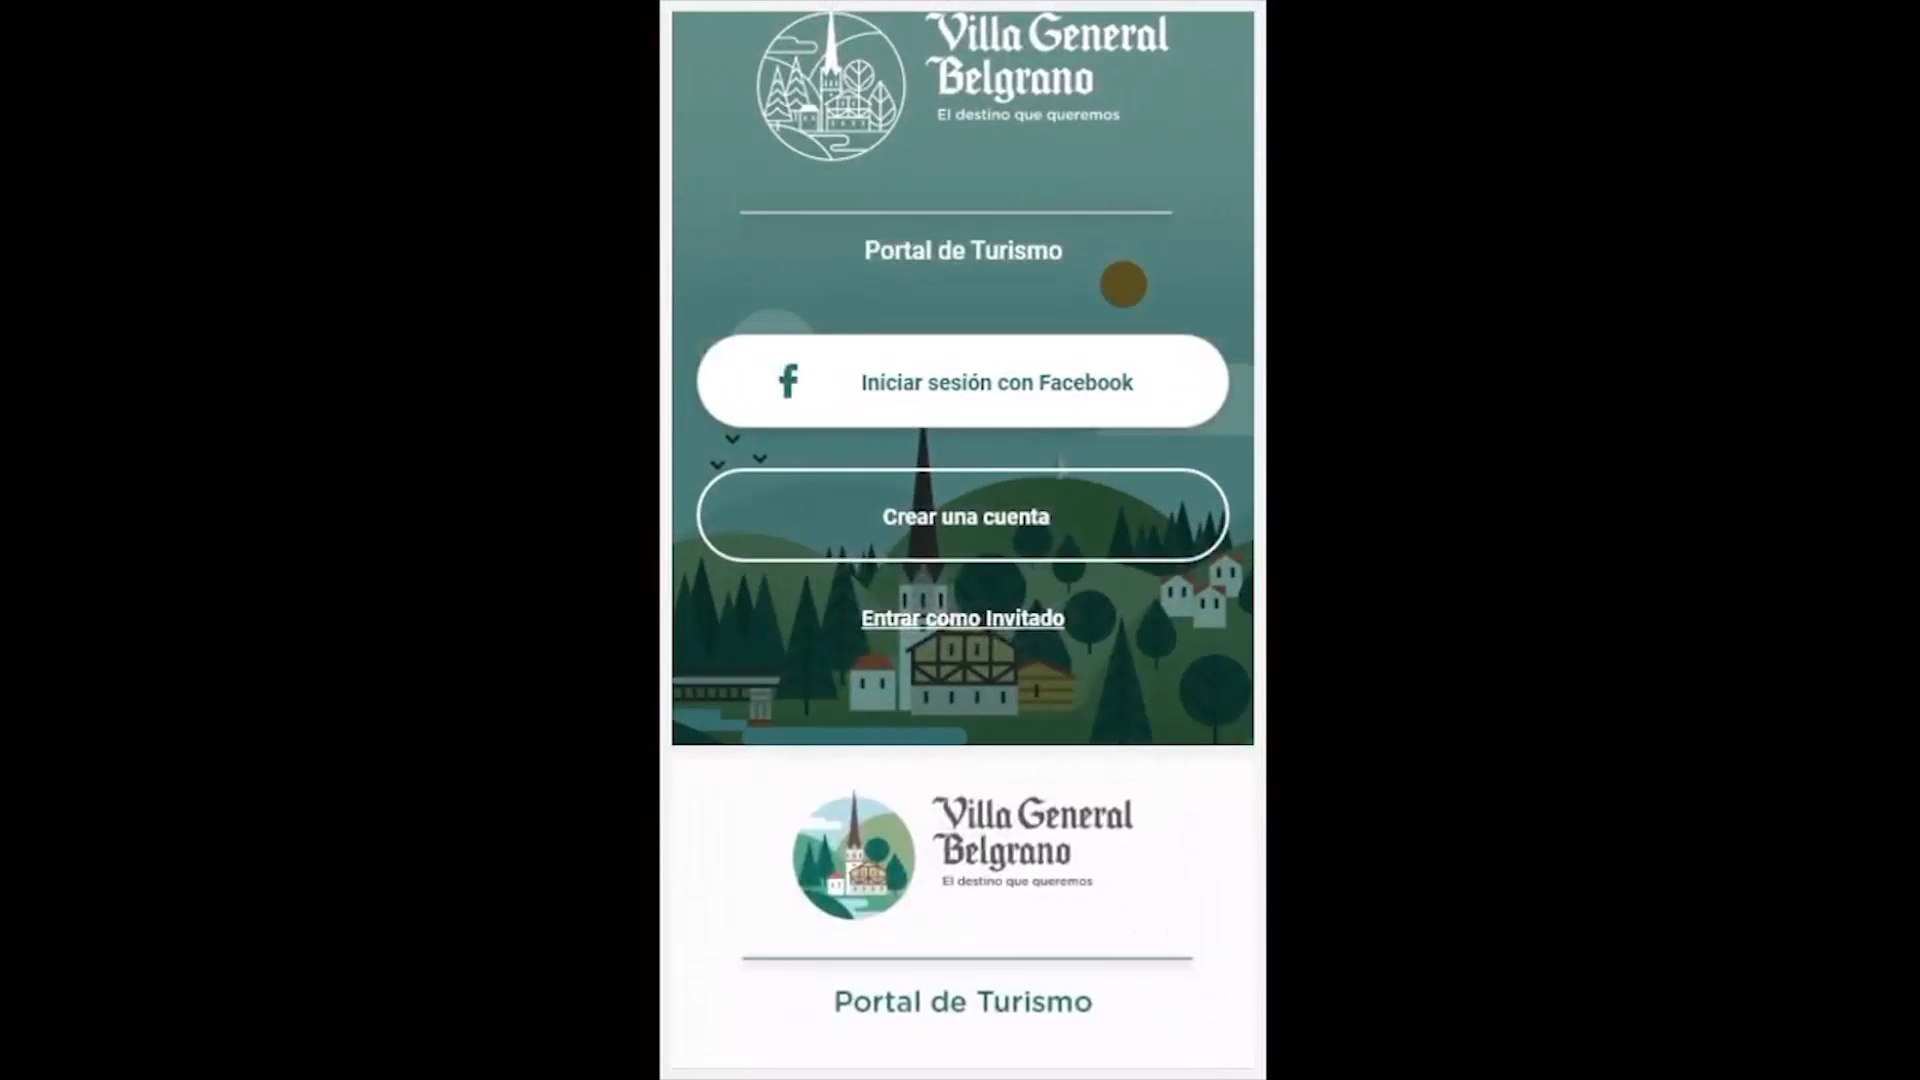 Villa General
Belgrano
El destino que queremos
Portal de Turismo
Iniciar sesión con Facebook
Crear una cuenta
Entrar como Invitado
Villa General
Belgrano
El destino que queremos
Portal de Turismo